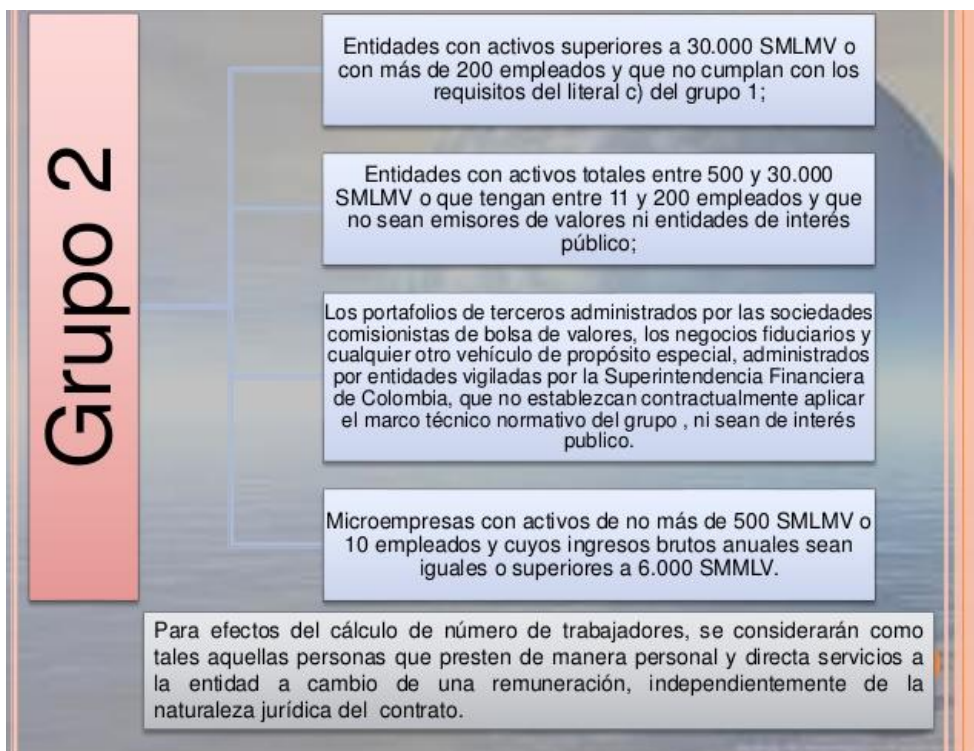 Grupo 2
Entidades con activos superiores a 30.000 SMLMV o
con más de 200 empleados y que no cumplan con los
requisitos del literal c) del grupo 1;
Entidades con activos totales entre 500 y 30.000
SMLMV o que tengan entre 11 y 200 empleados y que
no sean emisores de valores ni entidades de interés
público;
Los portafolios de terceros administrados por las sociedades
comisionistas de bolsa de valores, los negocios fiduciarios y
cualquier otro vehículo de propósito especial, administrados
por entidades vigiladas por la Superintendencia Financiera
de Colombia, que no establezcan contractualmente aplicar
el marco técnico normativo del grupo , ni sean de interés
publico.
Microempresas con activos de no más de 500 SMLMV o
10 empleados y cuyos ingresos brutos anuales sean
iguales o superiores a 6.000 SMMLV.
Para efectos del cálculo de número de trabajadores, se considerarán como
tales aquellas personas que presten de manera personal y directa servicios a
la entidad a cambio de una remuneración, independientemente de la
naturaleza jurídica del contrato.